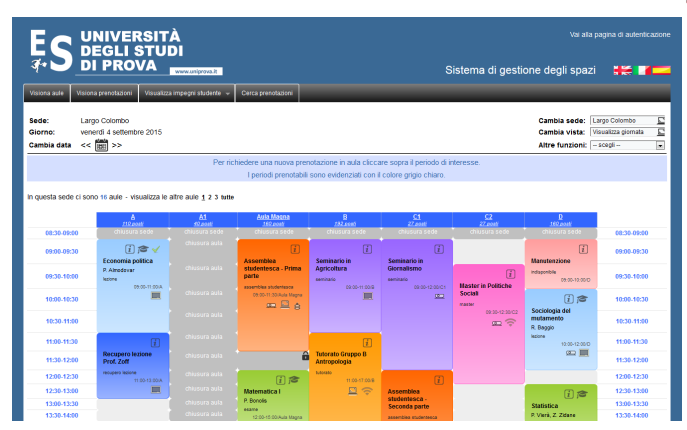 Vai alla pagina di autenticazione
ES UNIVERSITÀ
DEGLI STUDI
DI PROVA
www.uniprova.it
Sistema di gestione degli spazi
Visiona aule Visiona prenotazioni Visualizza impegni studente Cerca prenotazioni
Sede: Largo Colombo
Cambia sede: Largo Colombo
Giorno: venerdì 4 settembre 2015
Cambia vista: Visualizza giornata
Cambia data << >>
Altre funzioni: -- scegli --
Per richiedere una nuova prenotazione in aula cliccare sopra il periodo di interesse.
I periodi prenotabili sono evidenziati con il colore grigio chiaro.
In questa sede ci sono 16 aule - visualizza le altre aule 1 2 3 tutte
A A1 Aula Magna B C1 C2 D
110 posti 40 posti 160 posti 192 posti 27 posti 27 posti 160 posti
08:30-09:00 chiusura sede chiusura sede chiusura sede chiusura sede chiusura sede chiusura sede chiusura sede 08:30-09:00
09:00-09:30 chiusura aula 09:00-09:30
Economia politica
P. Almodovar
lezione
09:00-11:00/A
Assemblea
studentesca - Prima
parte
assemblea studentesca
09:00-11:30/Aula Magna
Seminario in
Agricoltura
seminario
09:00-11:00/B
Seminario in
Giornalismo
seminario
09:00-12:00/C1
Manutenzione
indisponibile
09:00-10:00/D
09:30-10:00 chiusura aula 09:30-10:00
Master in Politiche
Sociali
master
09:30-12:30/C2
10:00-10:30 chiusura aula 10:00-10:30
Sociologia del
mutamento
R. Baggio
lezione
10:00-12:00/D
10:30-11:00 chiusura aula 10:30-11:00
11:00-11:30 chiusura aula 11:00-11:30
Recupero lezione
Prof. Zoff
recupero lezione
11:00-13:00/A
Tutorato Gruppo B
Antropologia
tutorato
11:00-17:00/B
11:30-12:00 chiusura aula 11:30-12:00
12:00-12:30 chiusura aula 12:00-12:30
Matematica I
P. Bonolis
esame
12:00-15:00/Aula Magna
Assemblea
studentesca -
Seconda parte
assemblea studentesca
12:30-13:00 chiusura aula 12:30-13:00
Statistica
P. Vierà, Z. Zidane
13:00-13:30 chiusura aula 13:00-13:30
13:30-14:00 chiusura aula 13:30-14:00